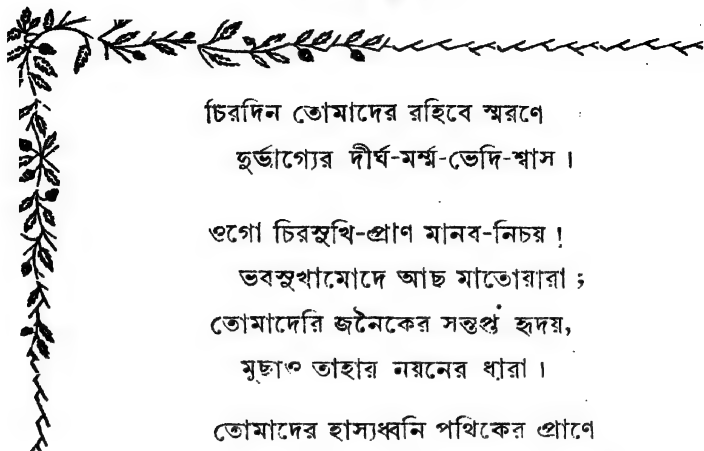 চিরদিন তোমাদের রহিবে স্মরণে
দুর্ভাগ্যের দীর্ঘ-মর্ম্ম-ভেদি-শ্বাস ।
ওগো চিরসুখি-প্রাণ মানব-নিচয় !
ভবসুখামোদে আছ মাতোয়ারা ;
তোমাদেরি জনৈকের সন্তপ্ত হৃদয়,
মুছাও তাহার নয়নের ধারা ।
তোমাদের হাস্যধ্বনি পথিকের প্রাণে